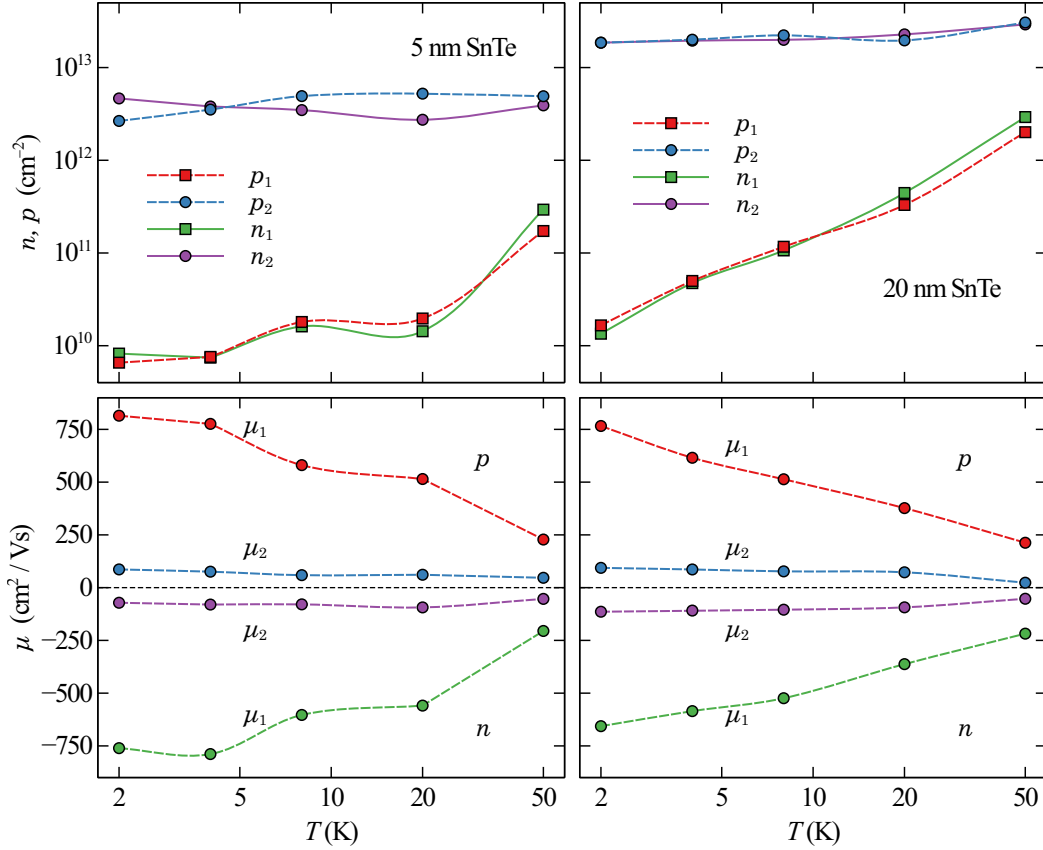 5 nm SnTe
10¹³
10¹²
10¹¹
10¹⁰
n, p (cm⁻²)
p₁
p₂
n₁
n₂
p₁
p₂
n₁
n₂
20 nm SnTe
750
500
250
0
−250
−500
−750
μ (cm² / Vs)
μ₁
p
μ₂
μ₂
μ₁
n
μ₁
p
μ₂
μ₂
μ₁
n
2 5 10 20 50
2 5 10 20 50
T (K)
T (K)